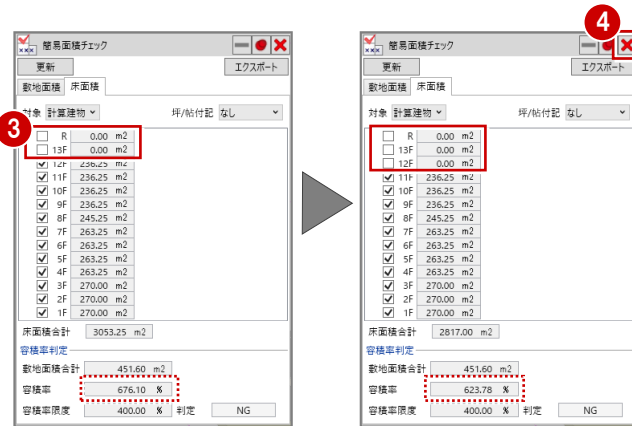 4
簡易面積チェック
更新 エクスポート
敷地面積 床面積
対象 計算建物 坪/帖付記 なし
3
R 0.00 m2
13F 0.00 m2
12F 236.25 m2
11F 236.25 m2
10F 236.25 m2
9F 236.25 m2
8F 245.25 m2
7F 263.25 m2
6F 263.25 m2
5F 263.25 m2
4F 263.25 m2
3F 270.00 m2
2F 270.00 m2
1F 270.00 m2
床面積合計 3053.25 m2
容積率判定
敷地面積合計 451.60 m2
容積率 676.10 %
容積率限度 400.00 % 判定 NG
簡易面積チェック
更新 エクスポート
敷地面積 床面積
対象 計算建物 坪/帖付記 なし
R 0.00 m2
13F 0.00 m2
12F 0.00 m2
11F 236.25 m2
10F 236.25 m2
9F 236.25 m2
8F 245.25 m2
7F 263.25 m2
6F 263.25 m2
5F 263.25 m2
4F 263.25 m2
3F 270.00 m2
2F 270.00 m2
1F 270.00 m2
床面積合計 2817.00 m2
容積率判定
敷地面積合計 451.60 m2
容積率 623.78 %
容積率限度 400.00 % 判定 NG